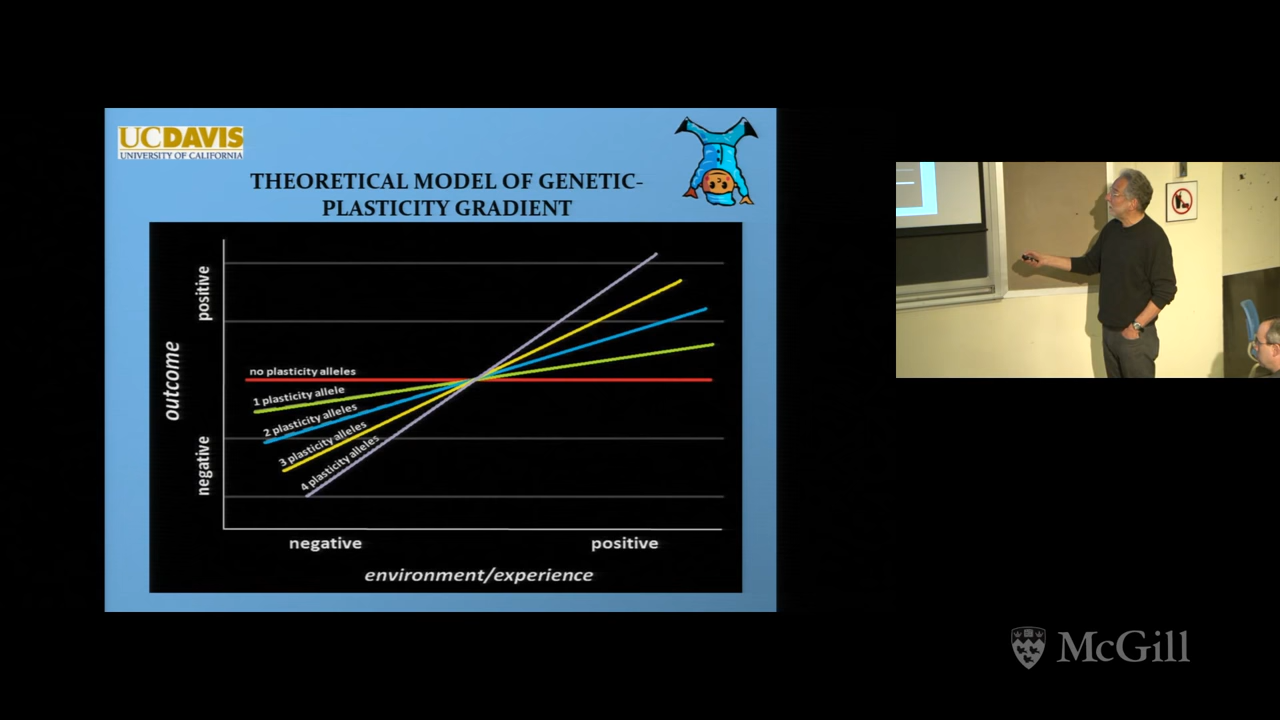 UCDAVIS
UNIVERSITY OF CALIFORNIA
THEORETICAL MODEL OF GENETIC-
PLASTICITY GRADIENT
positive
outcome
negative
no plasticity alleles
1 plasticity allele
2 plasticity alleles
3 plasticity alleles
4 plasticity alleles
negative
positive
environment/experience
McGill